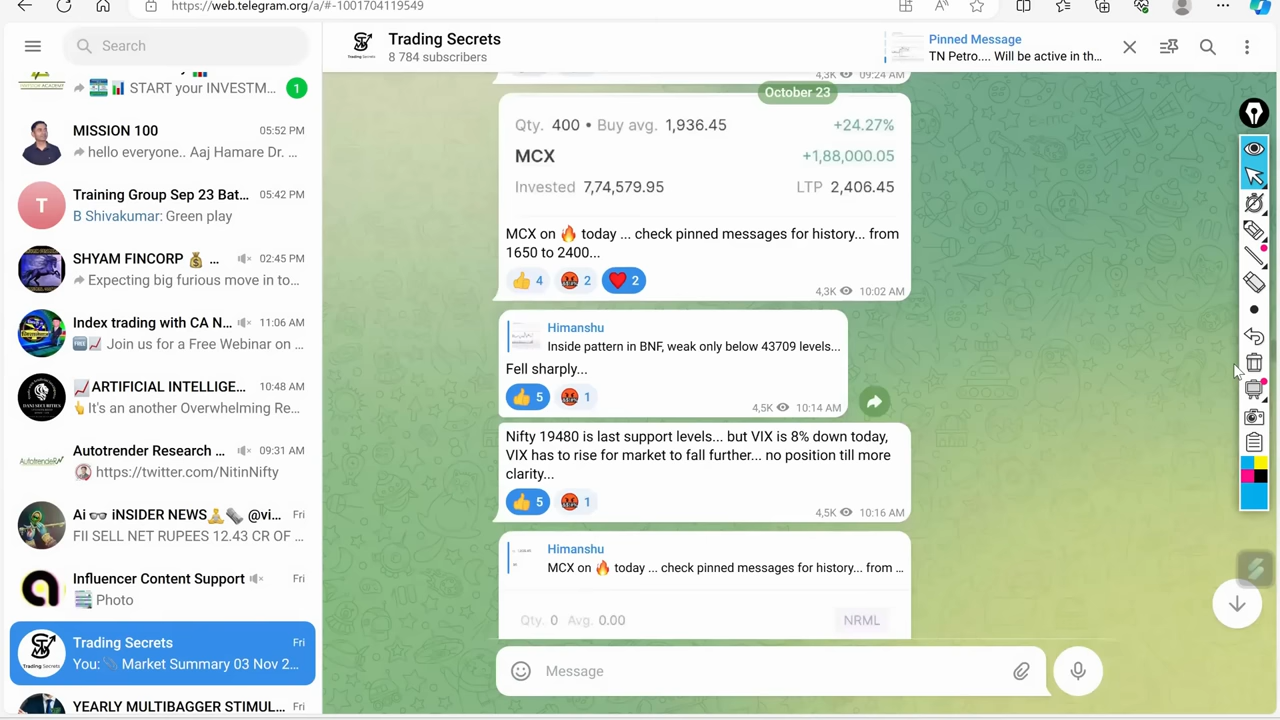 https://web.telegram.org/a/#-1001704119549
Search
START your INVESTM...
1
MISSION 100
05:52 PM
hello everyone.. Aaj Hamare Dr. ...
T
Training Group Sep 23 Bat...
05:42 PM
B Shivakumar: Green play
SHYAM FINCORP 💰 ...
02:45 PM
Expecting big furious move in to...
Index trading with CA N...
11:06 AM
Join us for a Free Webinar on ...
ARTIFICIAL INTELLIGE...
10:48 AM
It's an another Overwhelming Re...
Autotrender Research ...
09:31 AM
https://twitter.com/NitinNifty
Ai 👓 iNSIDER NEWS @vi...
Fri
FII SELL NET RUPEES 12.43 CR OF ...
Influencer Content Support
Fri
Photo
Trading Secrets
Fri
You: 📎 Market Summary 03 Nov 2...
YEARLY MULTIBAGGER STIMUL...
Fri
Trading Secrets
8 784 subscribers
Pinned Message
TN Petro.... Will be active in th...
4,3K 09:24 AM
October 23
Qty. 400 • Buy avg. 1,936.45
+24.27%
MCX
+1,88,000.05
Invested 7,74,579.95
LTP 2,406.45
MCX on 🔥 today ... check pinned messages for history... from
1650 to 2400...
👍 4 🤬 2 ❤️ 2
4,3K 10:02 AM
Himanshu
Inside pattern in BNF, weak only below 43709 levels...
Fell sharply...
👍 5 🤬 1
4,5K 10:14 AM
Nifty 19480 is last support levels... but VIX is 8% down today,
VIX has to rise for market to fall further... no position till more
clarity...
👍 5 🤬 1
4,5K 10:16 AM
Himanshu
MCX on 🔥 today ... check pinned messages for history... from ...
Qty. 0 Avg. 0.00
NRML
Message